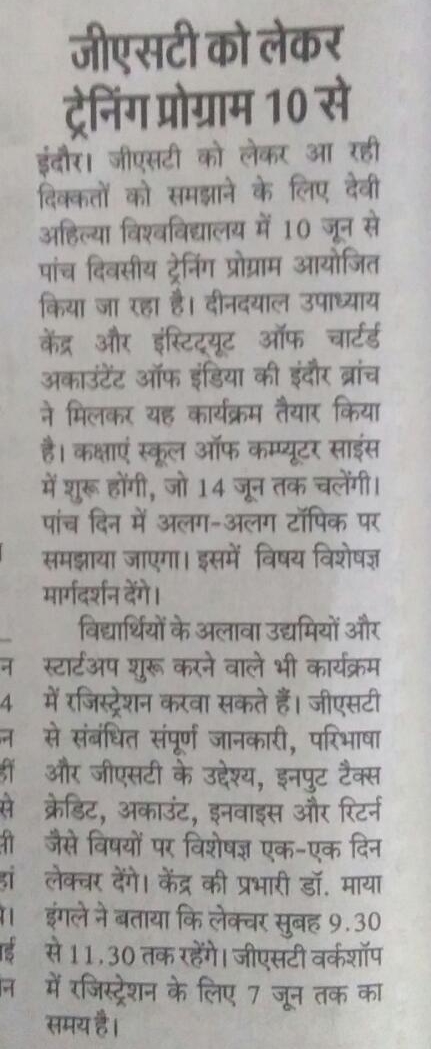 जीएसटी को लेकर
ट्रेनिंग प्रोग्राम 10 से
इंदौर। जीएसटी को लेकर आ रही
दिक्कतों को समझाने के लिए देवी
अहिल्या विश्वविद्यालय में 10 जून से
पांच दिवसीय ट्रेनिंग प्रोग्राम आयोजित
किया जा रहा है। दीनदयाल उपाध्याय
केंद्र और इंस्टिट्यूट ऑफ चार्टर्ड
अकाउंटेंट ऑफ इंडिया की इंदौर ब्रांच
ने मिलकर यह कार्यक्रम तैयार किया
है। कक्षाएं स्कूल ऑफ कम्प्यूटर साइंस
में शुरू होंगी, जो 14 जून तक चलेंगी।
पांच दिन में अलग-अलग टॉपिक पर
समझाया जाएगा। इसमें विषय विशेषज्ञ
मार्गदर्शन देंगे।
विद्यार्थियों के अलावा उद्यमियों और
स्टार्टअप शुरू करने वाले भी कार्यक्रम
में रजिस्ट्रेशन करवा सकते हैं। जीएसटी
से संबंधित संपूर्ण जानकारी, परिभाषा
और जीएसटी के उद्देश्य, इनपुट टैक्स
क्रेडिट, अकाउंट, इनवाइस और रिटर्न
जैसे विषयों पर विशेषज्ञ एक-एक दिन
लेक्चर देंगे। केंद्र की प्रभारी डॉ. माया
इंगले ने बताया कि लेक्चर सुबह 9.30
से 11.30 तक रहेंगे। जीएसटी वर्कशॉप
में रजिस्ट्रेशन के लिए 7 जून तक का
समय है।